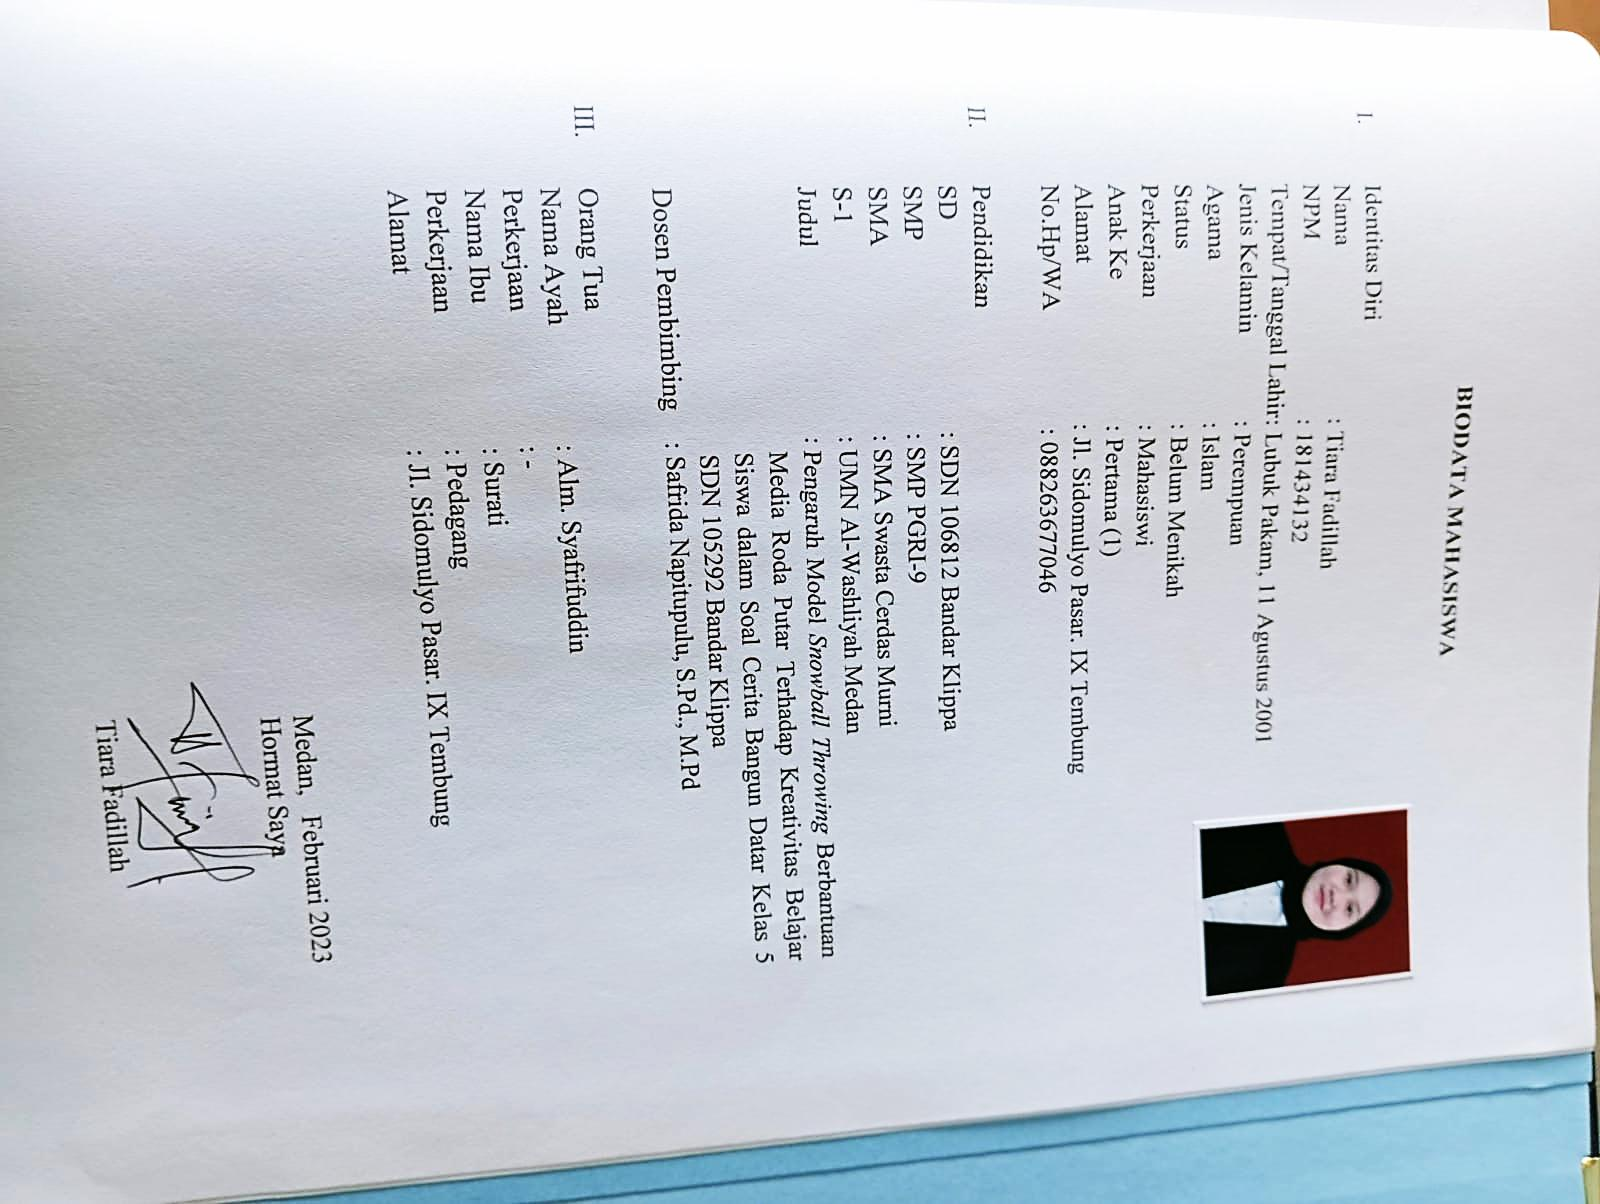 BIODATA MAHASISWA
I. Identitas Diri
Nama : Tiara Fadillah
NPM : 181434132
Tempat/Tanggal Lahir: Lubuk Pakam, 11 Agustus 2001
Jenis Kelamin : Perempuan
Agama : Islam
Status : Belum Menikah
Perkerjaan : Mahasiswi
Anak Ke : Pertama (1)
Alamat : Jl. Sidomulyo Pasar. IX Tembung
No.Hp/WA : 088263677046
II. Pendidikan
SD : SDN 106812 Bandar Klippa
SMP : SMP PGRI-9
SMA : SMA Swasta Cerdas Murni
S-1 : UMN Al-Washliyah Medan
Judul : Pengaruh Model Snowball Throwing Berbantuan
Media Roda Putar Terhadap Kreativitas Belajar
Siswa dalam Soal Cerita Bangun Datar Kelas 5
SDN 105292 Bandar Klippa
Dosen Pembimbing : Safrida Napitupulu, S.Pd., M.Pd
III. Orang Tua
Nama Ayah : Alm. Syafrifuddin
Perkerjaan : -
Nama Ibu : Surati
Perkerjaan : Pedagang
Alamat : Jl. Sidomulyo Pasar. IX Tembung
Medan, Februari 2023
Hormat Saya
Tiara Fadillah